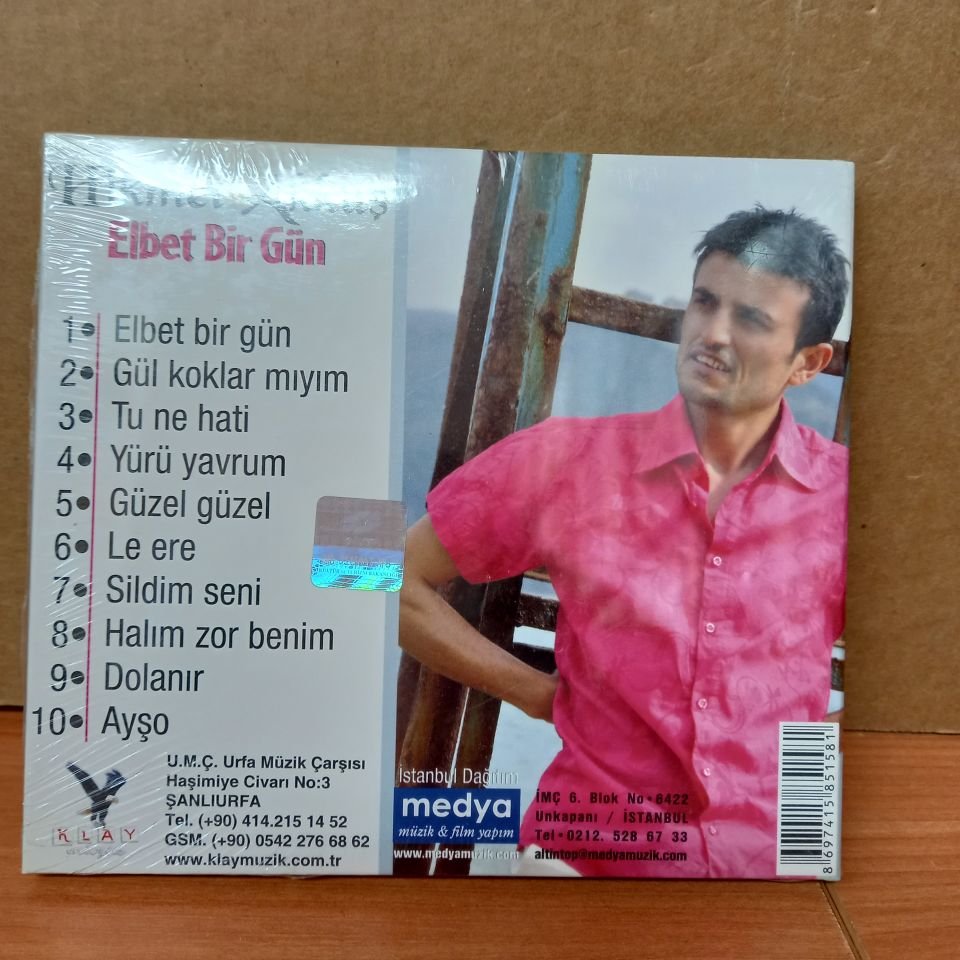 Elbet Bir Gün
1• Elbet bir gün
2• Gül koklar mıyım
3• Tu ne hati
4• Yürü yavrum
5• Güzel güzel
6• Le ere
7• Sildim seni
8• Halım zor benim
9• Dolanır
10• Ayşo
KLAY
U.M.Ç. Urfa Müzik Çarşısı
Haşimiye Civarı No:3
ŞANLIURFA
Tel. (+90) 414.215 14 52
GSM. (+90) 0542 276 68 62
www.klaymuzik.com.tr
İstanbul Dağıtım
medya
müzik & film yapım
www.medyamuzik.com
İMÇ 6. Blok No•6422
Unkapanı / İSTANBUL
Tel•0212. 528 67 33
altintop@medyamuzik.com
8 697415 851581